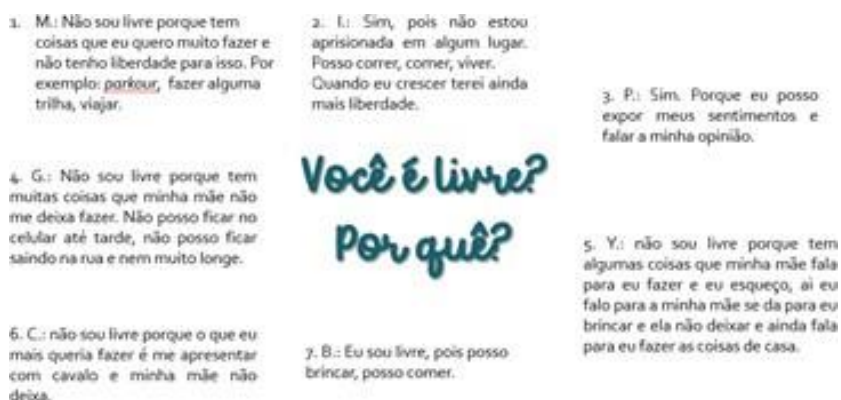 1. M.: Não sou livre porque tem
coisas que eu quero muito fazer e
não tenho liberdade para isso. Por
exemplo: parkour, fazer alguma
trilha, viajar.
2. I.: Sim, pois não estou
aprisionada em algum lugar.
Posso correr, comer, viver.
Quando eu crescer terei ainda
mais liberdade.
3. P.: Sim. Porque eu posso
expor meus sentimentos e
falar a minha opinião.
Você é livre?
Por quê?
4. G.: Não sou livre porque tem
muitas coisas que minha mãe não
me deixa fazer. Não posso ficar no
celular até tarde, não posso ficar
saindo na rua e nem muito longe.
5. Y.: não sou livre porque tem
algumas coisas que minha mãe fala
para eu fazer e eu esqueço, ai eu
falo para a minha mãe se da para eu
brincar e ela não deixar e ainda fala
para eu fazer as coisas de casa.
6. C.: não sou livre porque o que eu
mais queria fazer é me apresentar
com cavalo e minha mãe não
deixa.
7. B.: Eu sou livre, pois posso
brincar, posso comer.